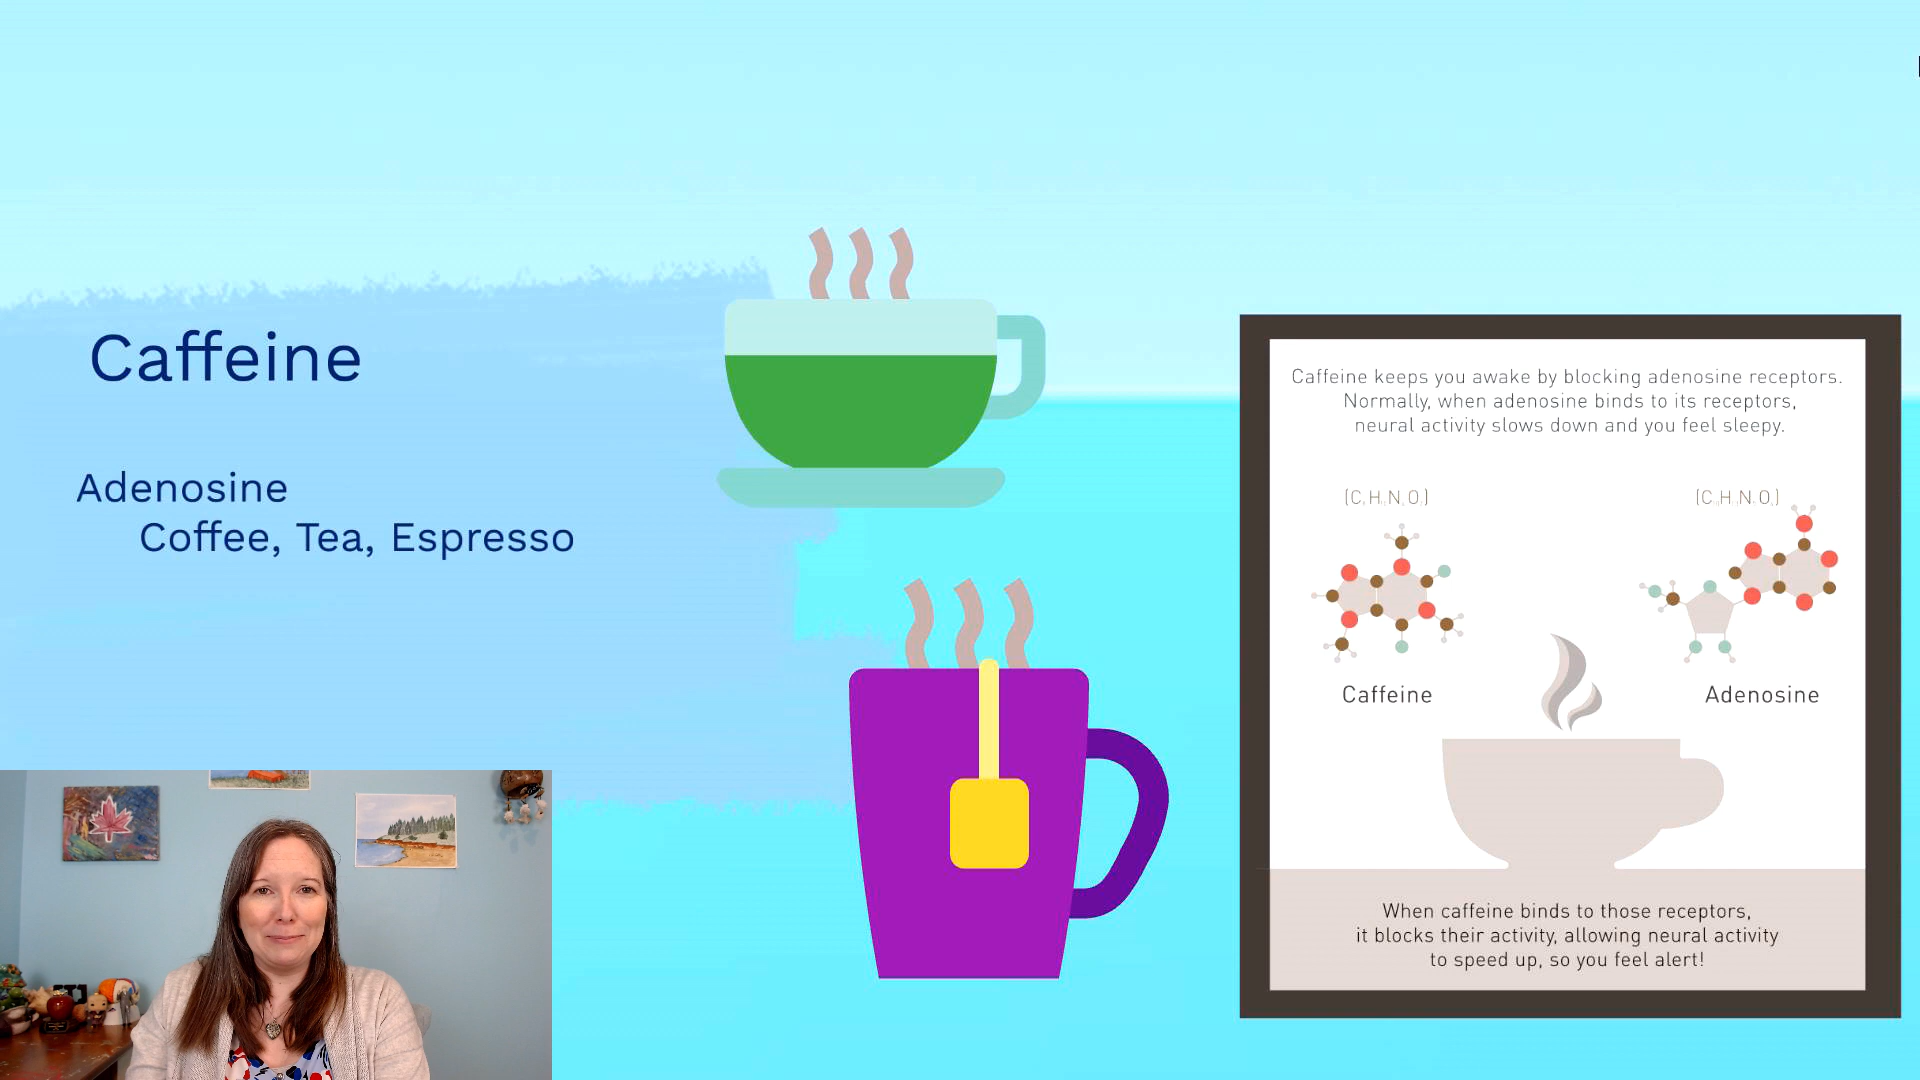 Caffeine
Adenosine
Coffee, Tea, Espresso
Caffeine keeps you awake by blocking adenosine receptors.
Normally, when adenosine binds to its receptors,
neural activity slows down and you feel sleepy.
Caffeine
Adenosine
When caffeine binds to those receptors,
it blocks their activity, allowing neural activity
to speed up, so you feel alert!